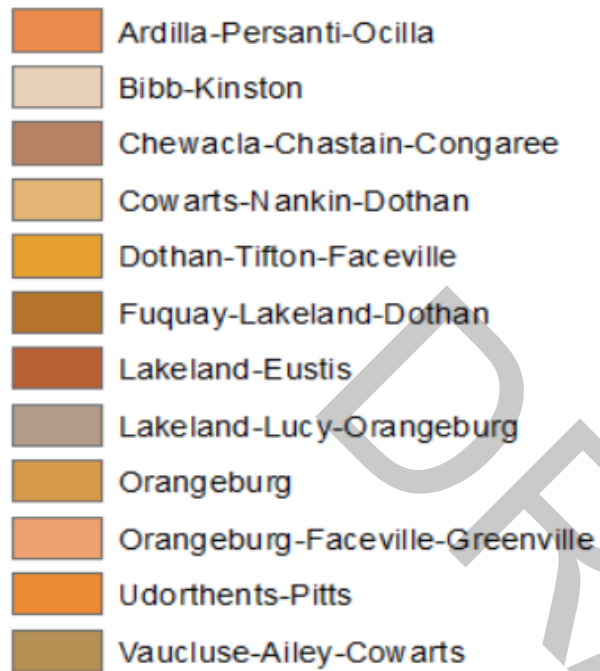 Ardilla-Persanti-Ocilla
Bibb-Kinston
Chewacla-Chastain-Congaree
Cowarts-Nankin-Dothan
Dothan-Tifton-Faceville
Fuquay-Lakeland-Dothan
Lakeland-Eustis
Lakeland-Lucy-Orangeburg
Orangeburg
Orangeburg-Faceville-Greenville
Udorthents-Pitts
Vaucluse-Ailey-Cowarts